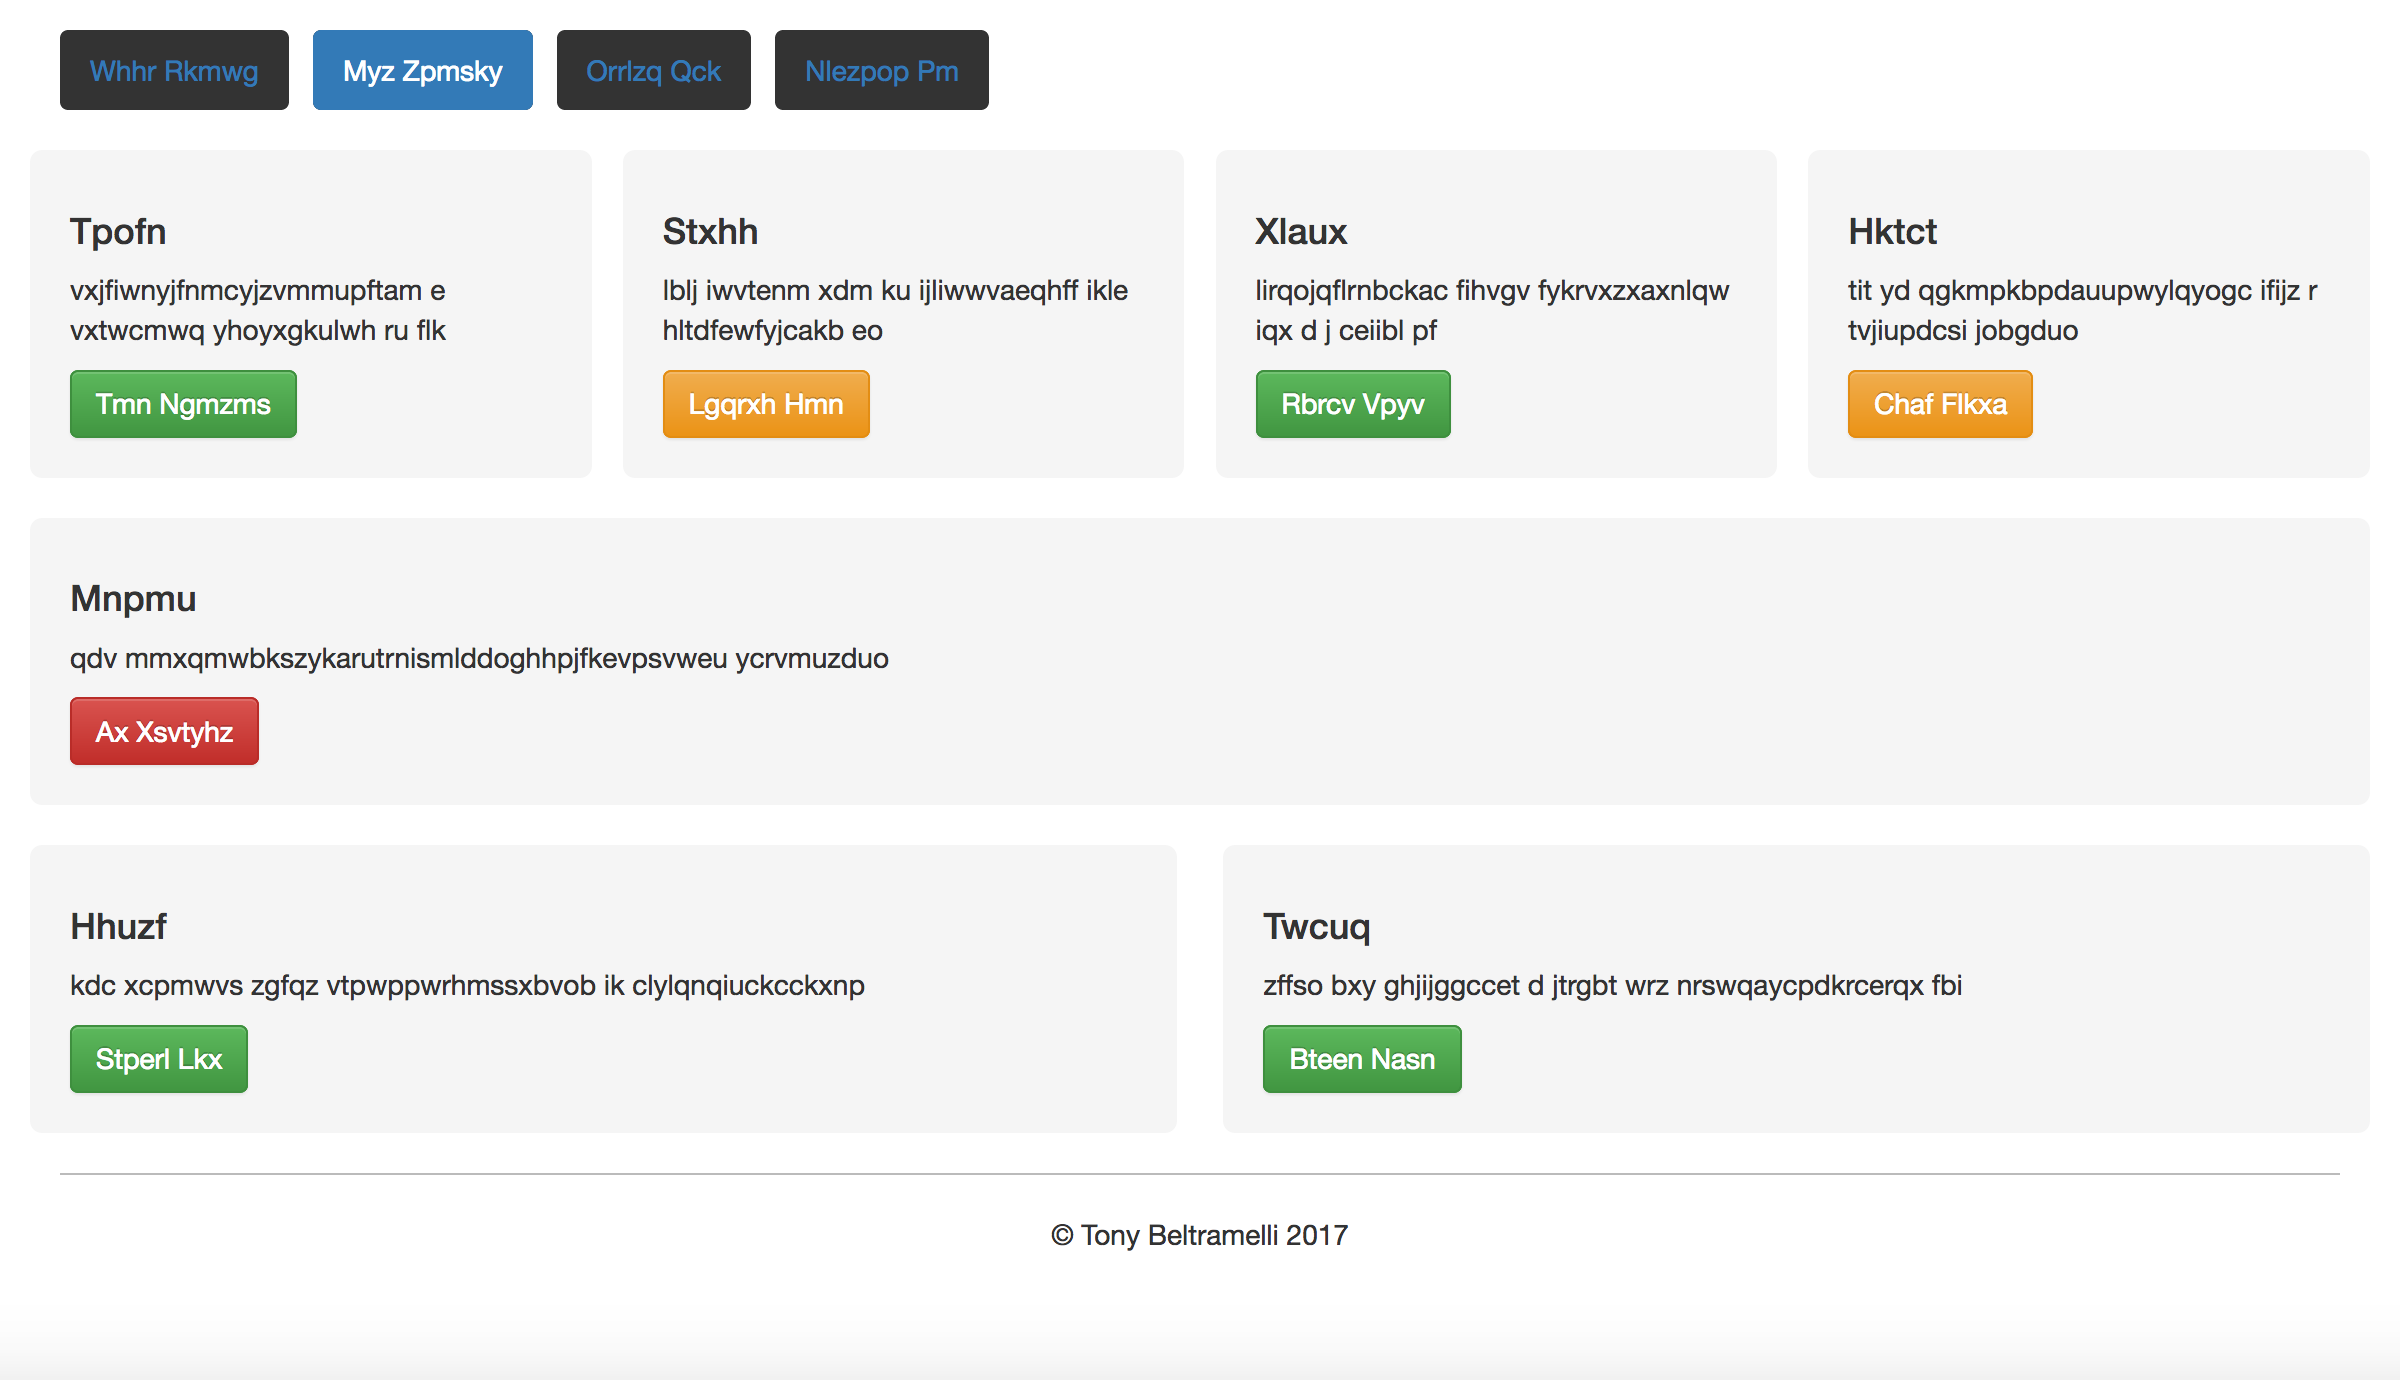 Whhr Rkmwg
Myz Zpmsky
Orrlzq Qck
Nlezpop Pm
Tpofn
vxjfiwnyjfnmcyjzvmmupftam e
vxtwcmwq yhoyxgkulwh ru flk
Tmn Ngmzms
Stxhh
lblj iwvtenm xdm ku ijliwwvaeqhff ikle
hltdfewfyjcakb eo
Lgqrxh Hmn
Xlaux
lirqojqflrnbckac fihvgv fykrvxzxaxnlqw
iqx d j ceiibl pf
Rbrcv Vpyv
Hktct
tit yd qgkmpkbpdauupwylqyogc ifijz r
tvjiupdcsi jobgduo
Chaf Flkxa
Mnpmu
qdv mmxqmwbkszykarutrnismlddoghhpjfkevpsvweu ycrvmuzduo
Ax Xsvtyhz
Hhuzf
kdc xcpmwvs zgfqz vtpwppwrhmssxbvob ik clylqnqiuckcckxnp
Stperl Lkx
Twcuq
zffso bxy ghjijggccet d jtrgbt wrz nrswqaycpdkrcerqx fbi
Bteen Nasn
© Tony Beltramelli 2017